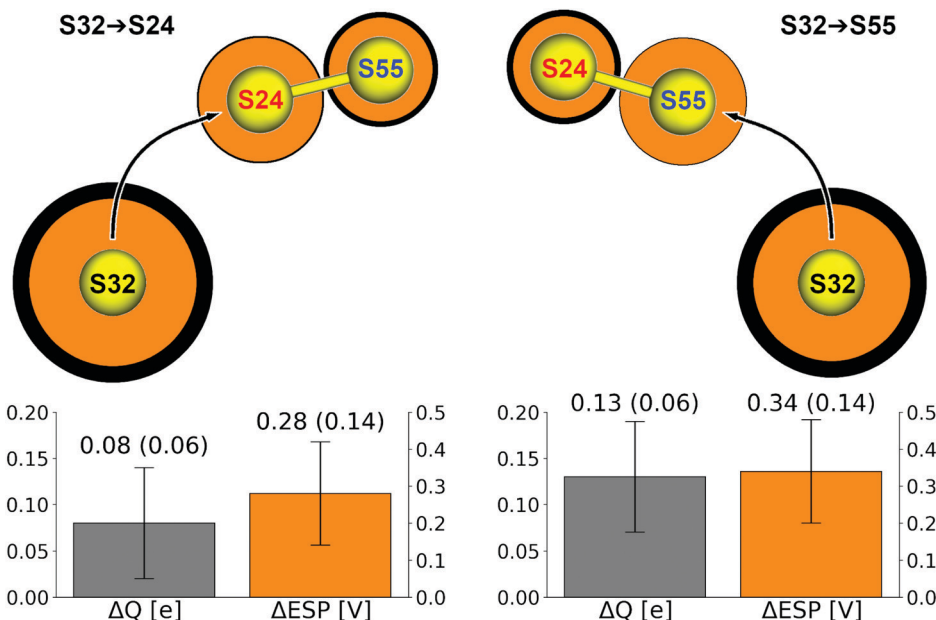 S32→S24
S32→S55
S24
S55
S32
S24
S55
S32
0.08 (0.06)
0.28 (0.14)
0.20
0.15
0.10
0.05
0.00
0.5
0.4
0.3
0.2
0.1
0.0
ΔQ [e]
ΔESP [V]
0.13 (0.06)
0.34 (0.14)
0.20
0.15
0.10
0.05
0.00
0.5
0.4
0.3
0.2
0.1
0.0
ΔQ [e]
ΔESP [V]